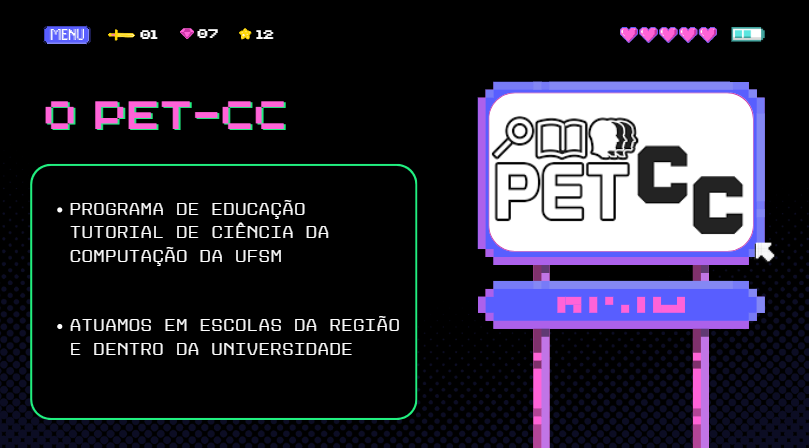 MENU 01 07 12
O PET-CC
• PROGRAMA DE EDUCAÇÃO
TUTORIAL DE CIÊNCIA DA
COMPUTAÇÃO DA UFSM
• ATUAMOS EM ESCOLAS DA REGIÃO
E DENTRO DA UNIVERSIDADE
PET CC